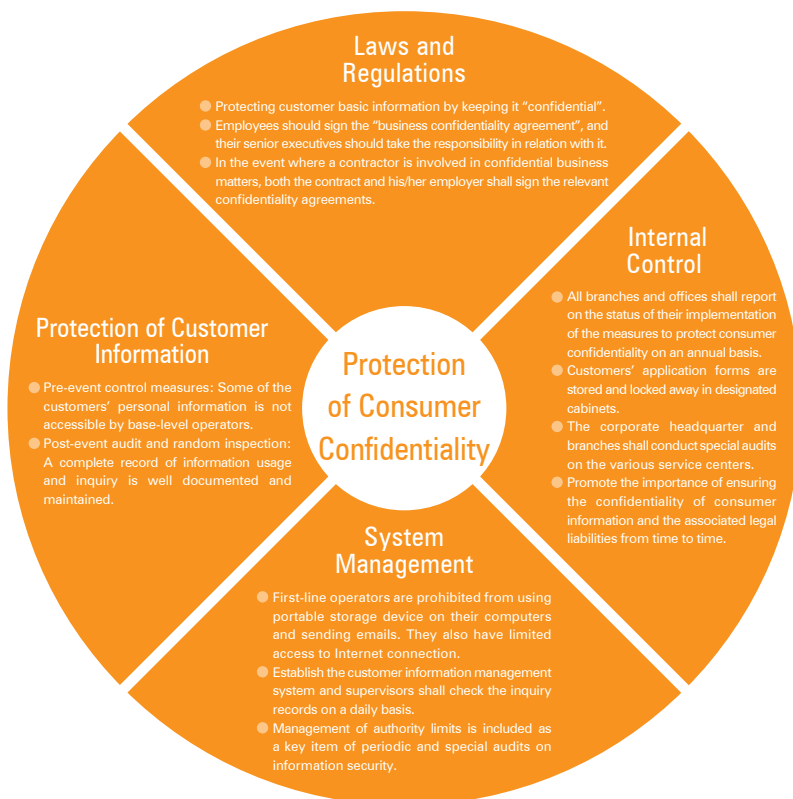 Laws and
Regulations
Protecting customer basic information by keeping it “confidential”.
Employees should sign the “business confidentiality agreement”, and
their senior executives should take the responsibility in relation with it.
In the event where a contractor is involved in confidential business
matters, both the contract and his/her employer shall sign the relevant
confidentiality agreements.
Internal
Control
All branches and offices shall report
on the status of their implementation
of the measures to protect consumer
confidentiality on an annual basis.
Customers’ application forms are
stored and locked away in designated
cabinets.
The corporate headquarter and
branches shall conduct special audits
on the various service centers.
Promote the importance of ensuring
the confidentiality of consumer
information and the associated legal
liabilities from time to time.
Protection of Customer
Information
Pre-event control measures: Some of the
customers’ personal information is not
accessible by base-level operators.
Post-event audit and random inspection:
A complete record of information usage
and inquiry is well documented and
maintained.
Protection
of Consumer
Confidentiality
System
Management
First-line operators are prohibited from using
portable storage device on their computers
and sending emails. They also have limited
access to Internet connection.
Establish the customer information management
system and supervisors shall check the inquiry
records on a daily basis.
Management of authority limits is included as
a key item of periodic and special audits on
information security.